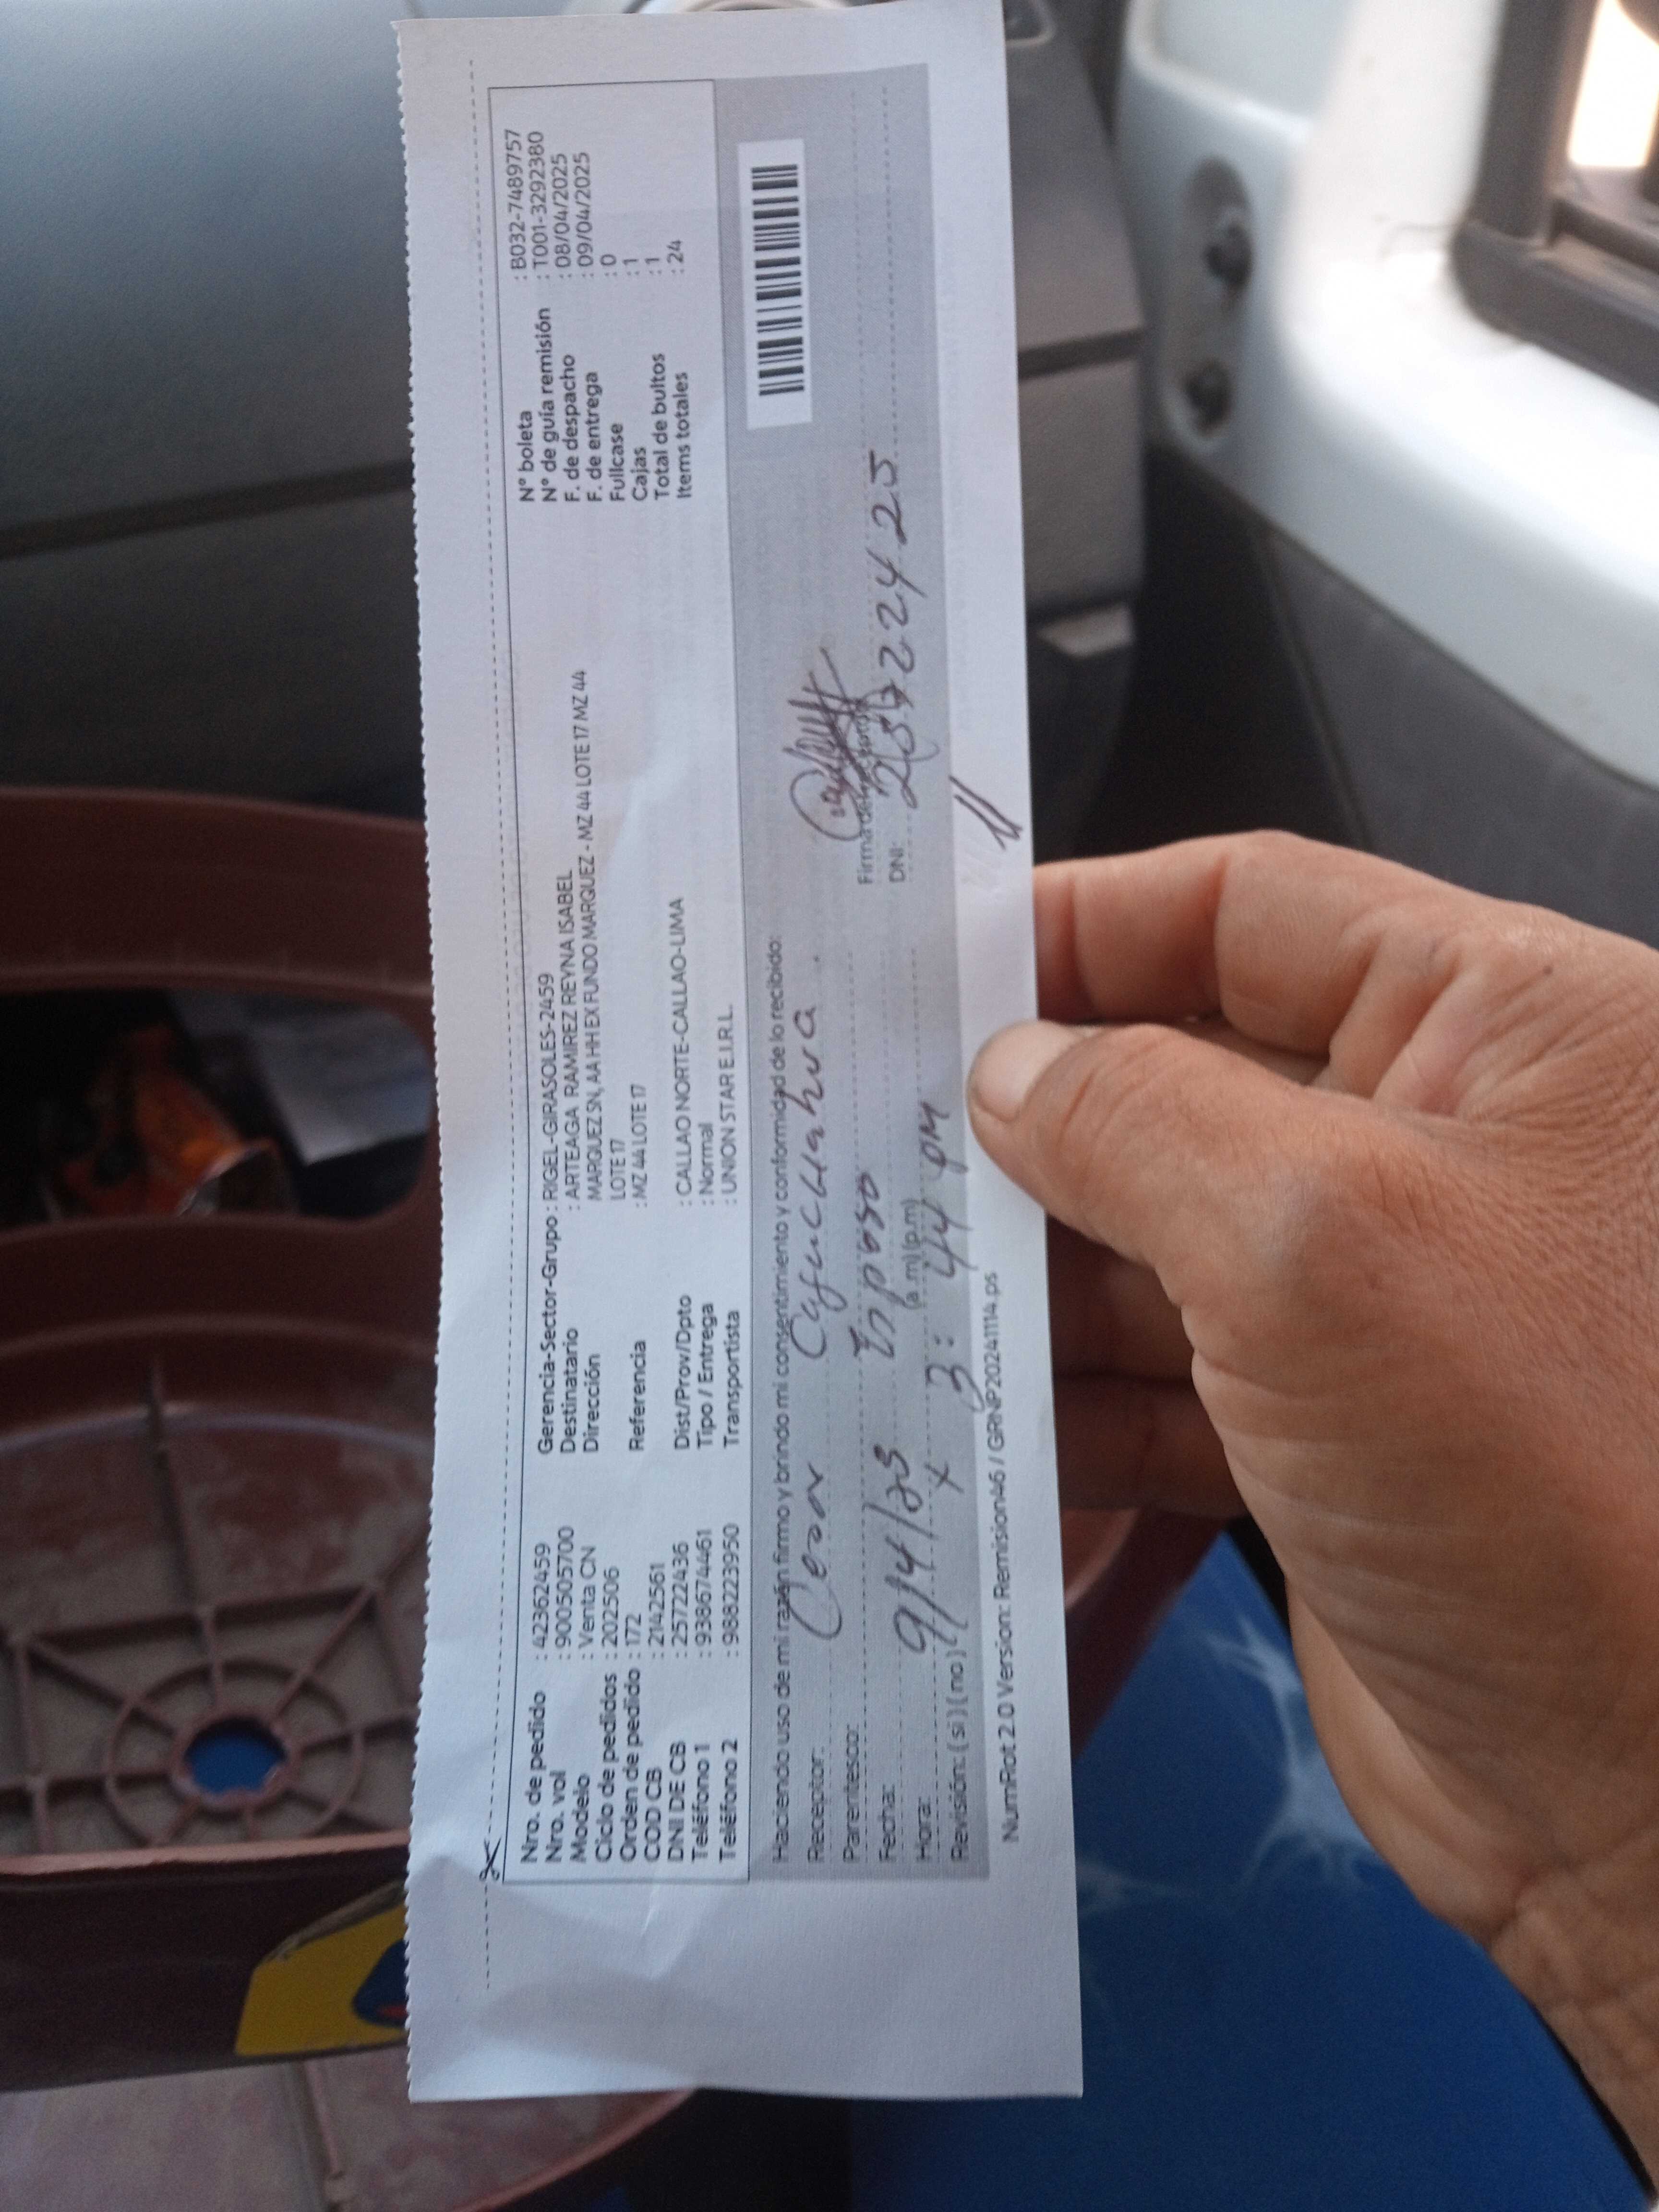 Nro. de pedido : 42362459
Nro. vol : 900505700
Modelo : Venta CN
Ciclo de pedidos : 202506
Orden de pedido : 172
COD CB : 21425561
DNI DE CB : 25722436
Teléfono 1 : 938674461
Teléfono 2 : 988223950
Gerencia-Sector-Grupo : RIGEL-GIRASOLES-2459
Destinatario : ARTEAGA RAMIREZ REYNA ISABEL
Dirección MARQUEZ SN, AA HH EX FUNDO MARQUEZ - MZ 44 LOTE 17 MZ 44
LOTE 17
Referencia : MZ 44 LOTE 17
Dist/Prov/Dpto : CALLAO NORTE-CALLAO-LIMA
Tipo / Entrega : Normal
Transportista : UNION STAR E.I.R.L.
N° boleta : B032-7489757
N° de guía remisión : T001-3292380
F. de despacho : 08/04/2025
F. de entrega : 09/04/2025
Fullcase : 0
Cajas : 1
Total de bultos : 1
Items totales : 24
Haciendo uso de mi razón firmo y brindo mi consentimiento y conformidad de lo recibido:
Receptor:
Parentesco: Esposo
Fecha: 9/4/25
Hora: 3:44 PM (a.m) (p.m)
Revisión: (si) (no)
DNI:
NumRot 2.0 Version: Remision46 / GRNP20241114.ps